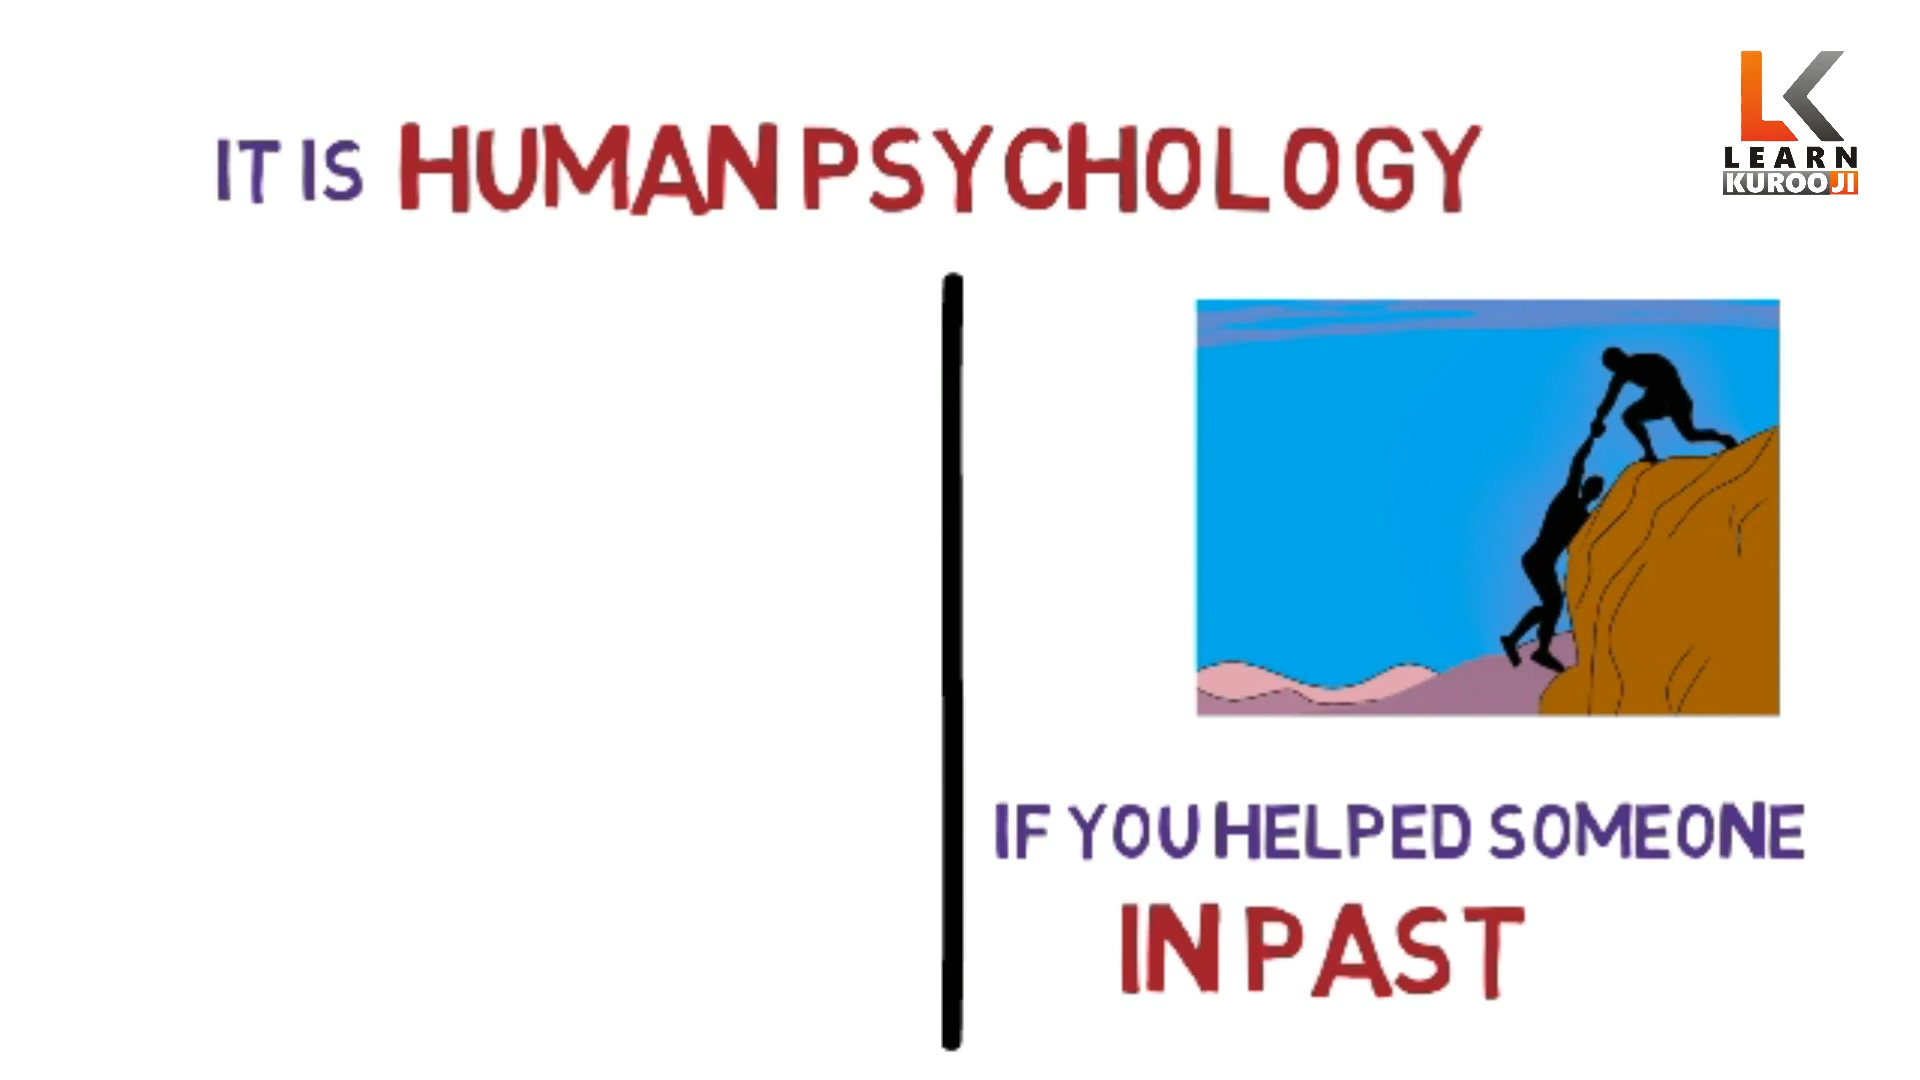 IT IS HUMAN PSYCHOLOGY
LEARN
KUROOJI
IF YOU HELPED SOMEONE
IN PAST